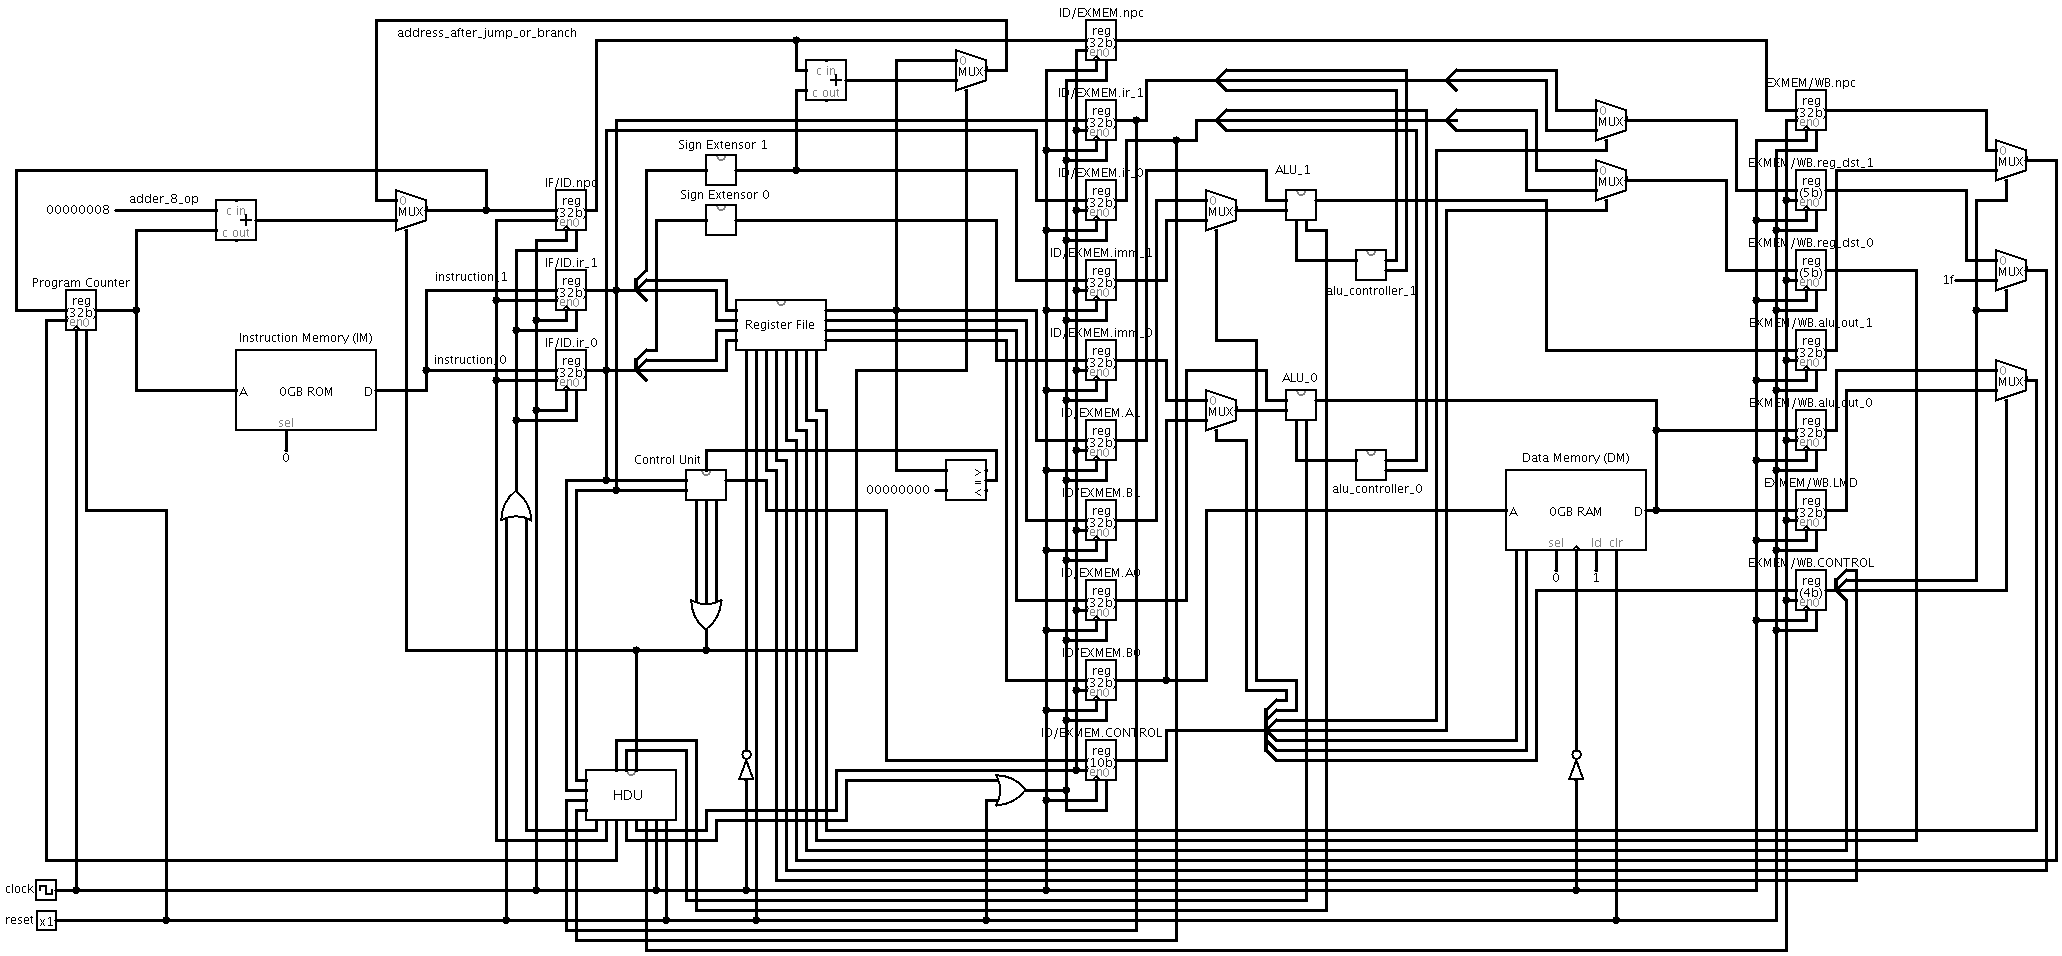 address_after_jump_or_branch
ID/EXMEM.npc
reg
(32b)
en0
c in
+
c out
0
MUX
ID/EXMEM.ir_1
reg
(32b)
en0
0
MUX
EXMEM/WB.npc
reg
(32b)
en0
Sign Extensor 1
ID/EXMEM.ir_0
reg
(32b)
en0
ALU_1
0
MUX
EXMEM/WB.reg_dst_1
reg
(5b)
en0
0
MUX
adder_8_op
00000008
c in
+
c out
0
MUX
IF/ID.npc
reg
(32b)
en0
Sign Extensor 0
0
MUX
ID/EXMEM.imm_1
reg
(32b)
en0
alu_controller_1
EXMEM/WB.reg_dst_0
reg
(5b)
en0
0
MUX
1f
Program Counter
reg
(32b)
en0
instruction_1
IF/ID.ir_1
reg
(32b)
en0
Register File
ID/EXMEM.imm_0
reg
(32b)
en0
EXMEM/WB.alu_out_1
reg
(32b)
en0
Instruction Memory (IM)
A
0GB ROM
D
sel
0
instruction_0
IF/ID.ir_0
reg
(32b)
en0
ALU_0
0
MUX
0
MUX
ID/EXMEM.A1
reg
(32b)
en0
EXMEM/WB.alu_out_0
reg
(32b)
en0
Control Unit
00000000
< = >
alu_controller_0
Data Memory (DM)
A
0GB RAM
D
sel
ld
clr
0
1
ID/EXMEM.B1
reg
(32b)
en0
EXMEM/WB.LMD
reg
(32b)
en0
ID/EXMEM.A0
reg
(32b)
en0
EXMEM/WB.CONTROL
reg
(4b)
en0
ID/EXMEM.B0
reg
(32b)
en0
ID/EXMEM.CONTROL
reg
10b)
en0
HDU
clock
reset
x1